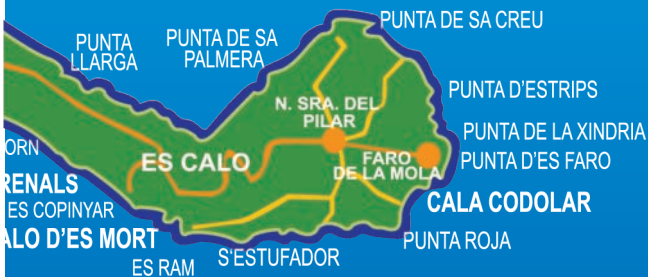 PUNTA DE SA CREU
PUNTA
LLARGA
PUNTA DE SA
PALMERA
PUNTA D'ESTRIPS
N. SRA. DEL
PILAR
PUNTA DE LA XINDRIA
ORN
ES CALO
FARO
DE LA MOLA
PUNTA D'ES FARO
RENALS
ES COPINYAR
CALA CODOLAR
ALO D'ES MORT
PUNTA ROJA
ES RAM
S'ESTUFADOR